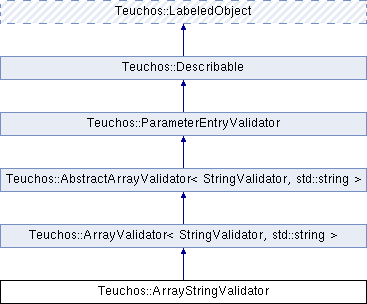 Teuchos::LabeledObject
Teuchos::Describable
Teuchos::ParameterEntryValidator
Teuchos::AbstractArrayValidator< StringValidator, std::string >
Teuchos::ArrayValidator< StringValidator, std::string >
Teuchos::ArrayStringValidator